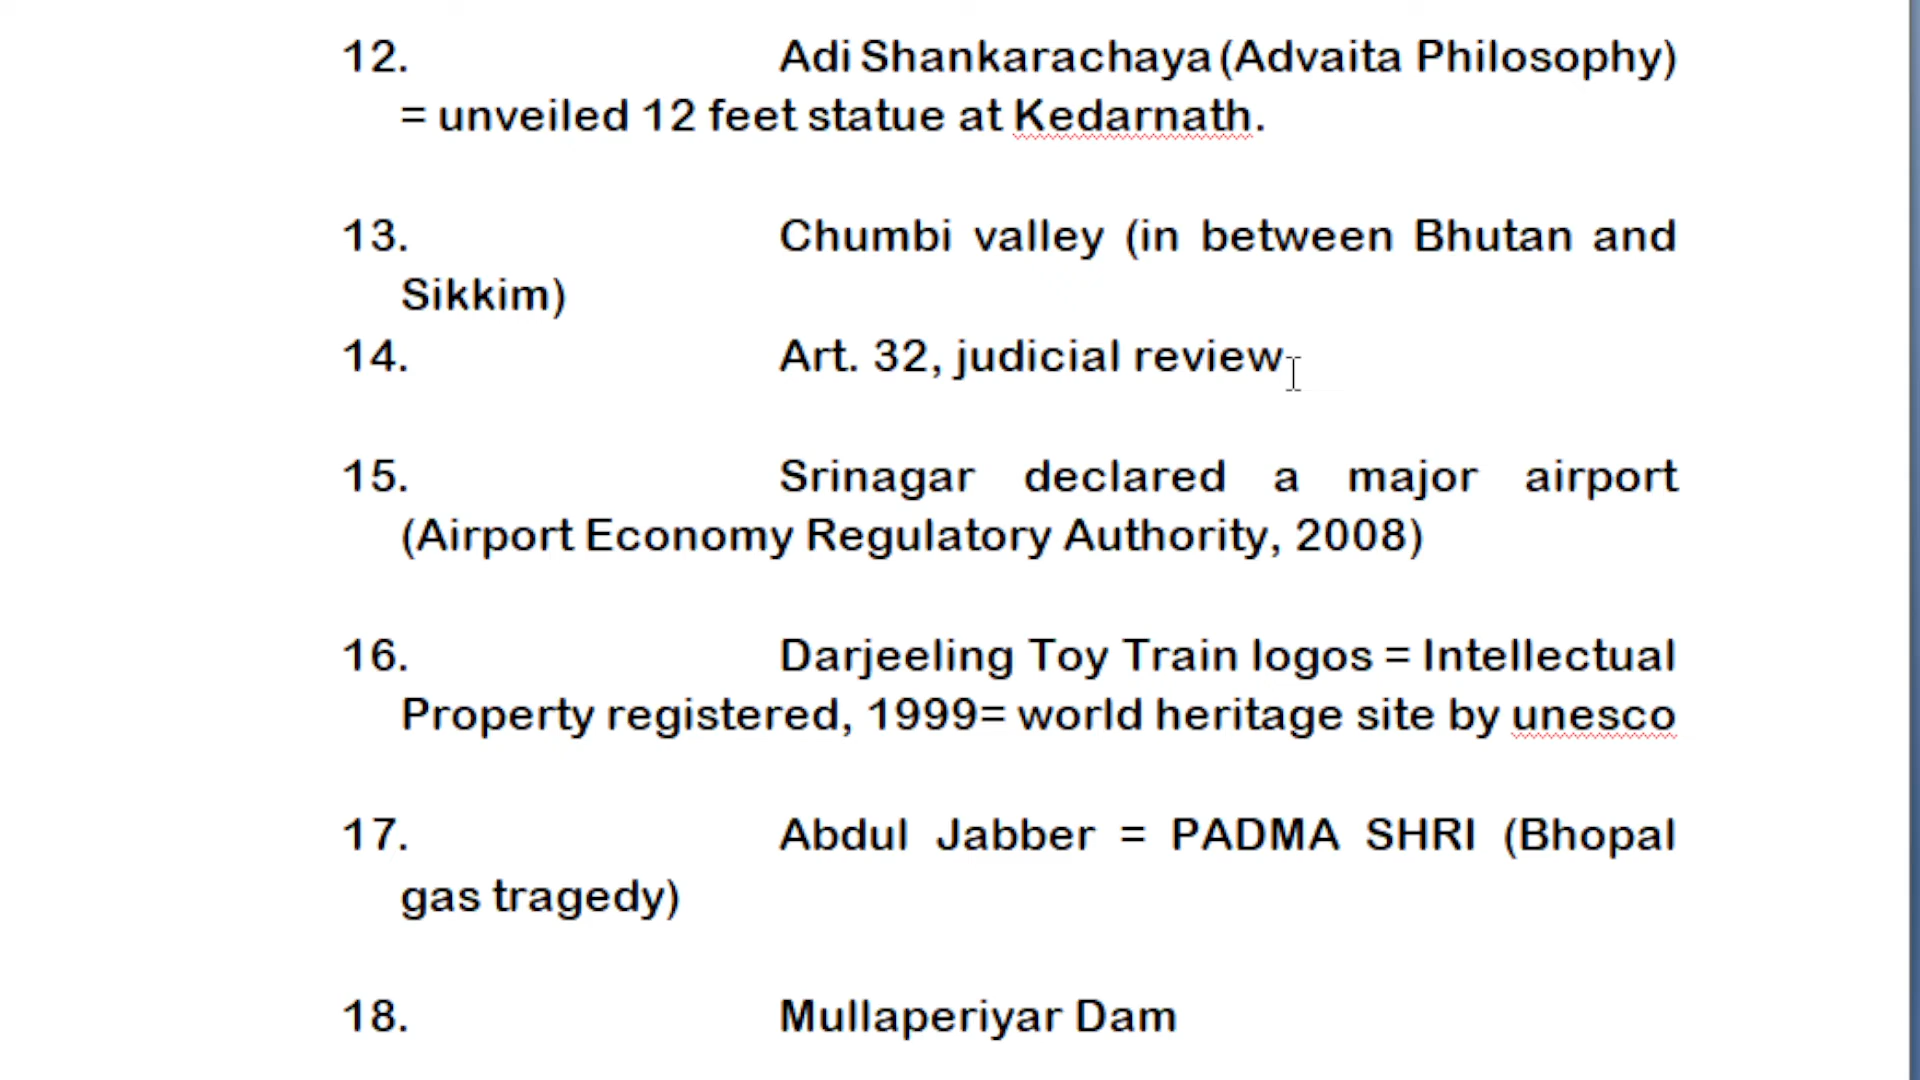 12. Adi Shankarachaya (Advaita Philosophy)
= unveiled 12 feet statue at Kedarnath.
13. Chumbi valley (in between Bhutan and
Sikkim)
14. Art. 32, judicial review
15. Srinagar declared a major airport
(Airport Economy Regulatory Authority, 2008)
16. Darjeeling Toy Train logos = Intellectual
Property registered, 1999= world heritage site by unesco
17. Abdul Jabber = PADMA SHRI (Bhopal
gas tragedy)
18. Mullaperiyar Dam